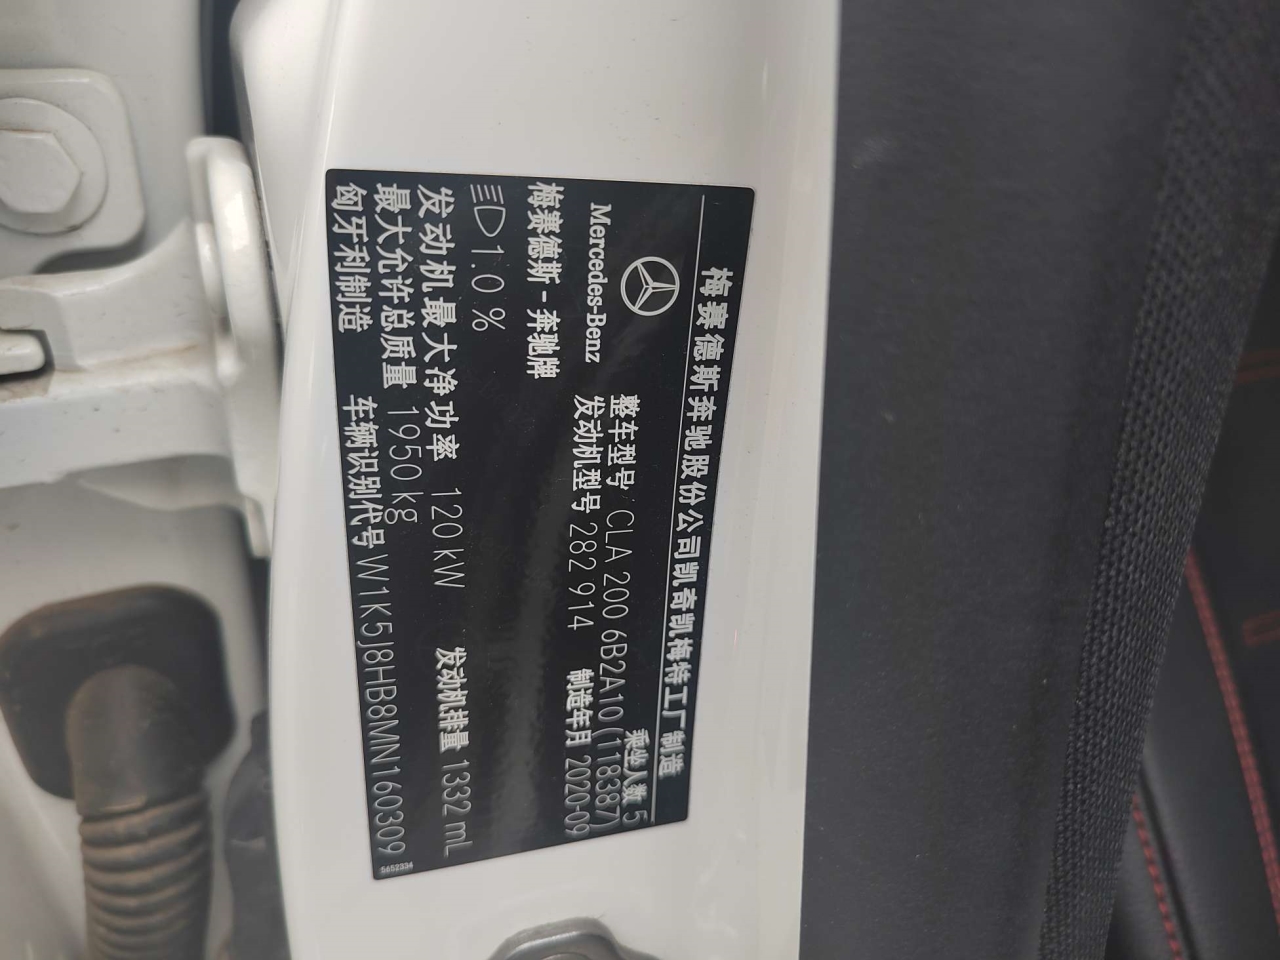 梅赛德斯奔驰股份公司凯奇凯梅特工厂制造
Mercedes-Benz
梅赛德斯-奔驰牌
乘坐人数 5
整车型号 CLA 200 6B2A10(118387)
发动机型号 282 914 制造年月 2020-09
1.0 %
发动机最大净功率 120 kW 发动机排量 1332 mL
最大允许总质量 1950 kg
匈牙利制造 车辆识别代号 W1K5J8HB8MN160309
5652334